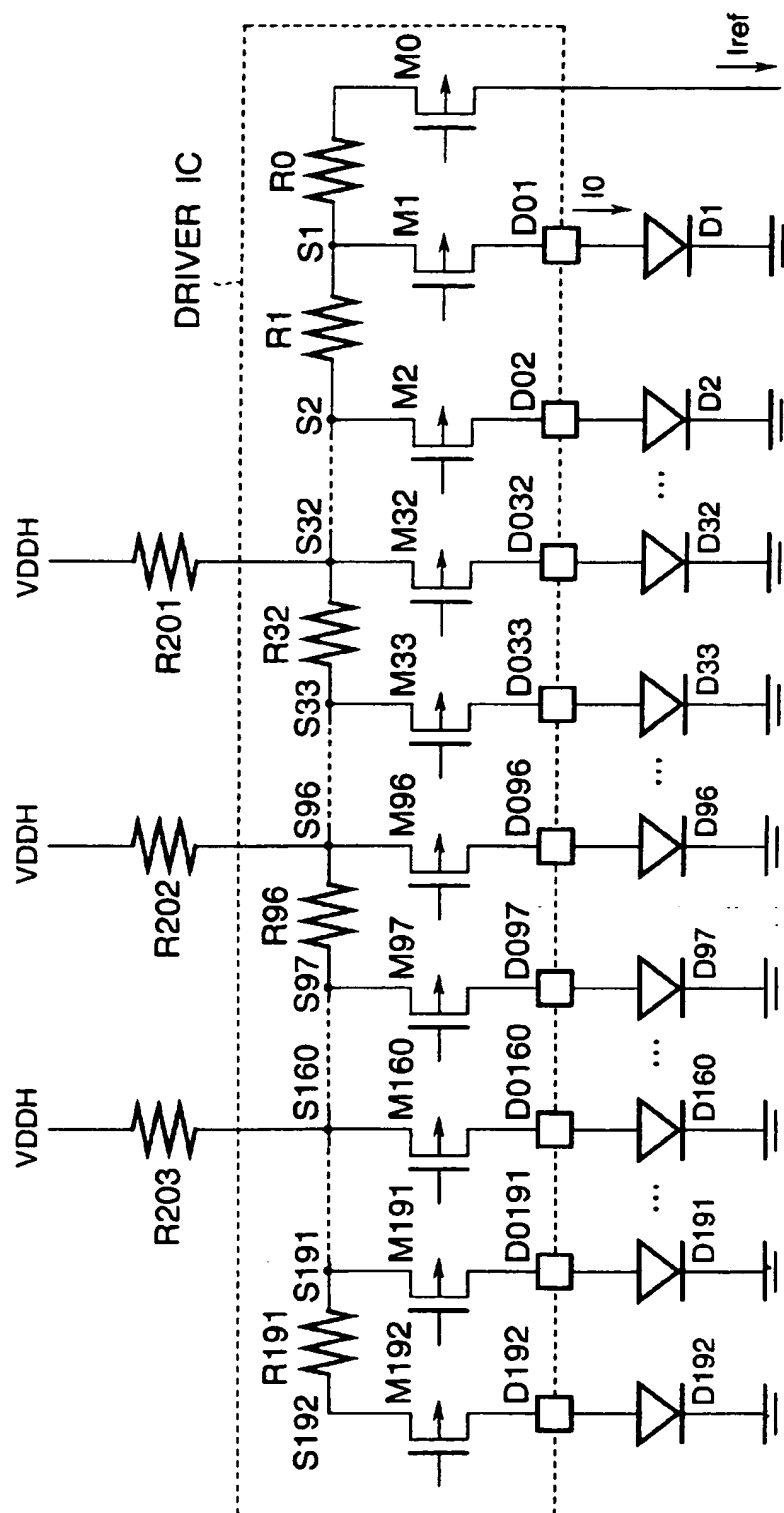 DRIVER IC
VDDH
R201
VDDH
R202
VDDH
R203
S192
R191
S191
S160
S97
R96
S96
S33
R32
S32
S2
R1
S1
R0
M192
M191
M160
M97
M96
M33
M32
M2
M1
M0
D192
D0191
D0160
D097
D096
D033
D032
D02
D01
I0
Iref
D192
D191
...
D160
...
D97
D96
...
D33
D32
...
D2
D1